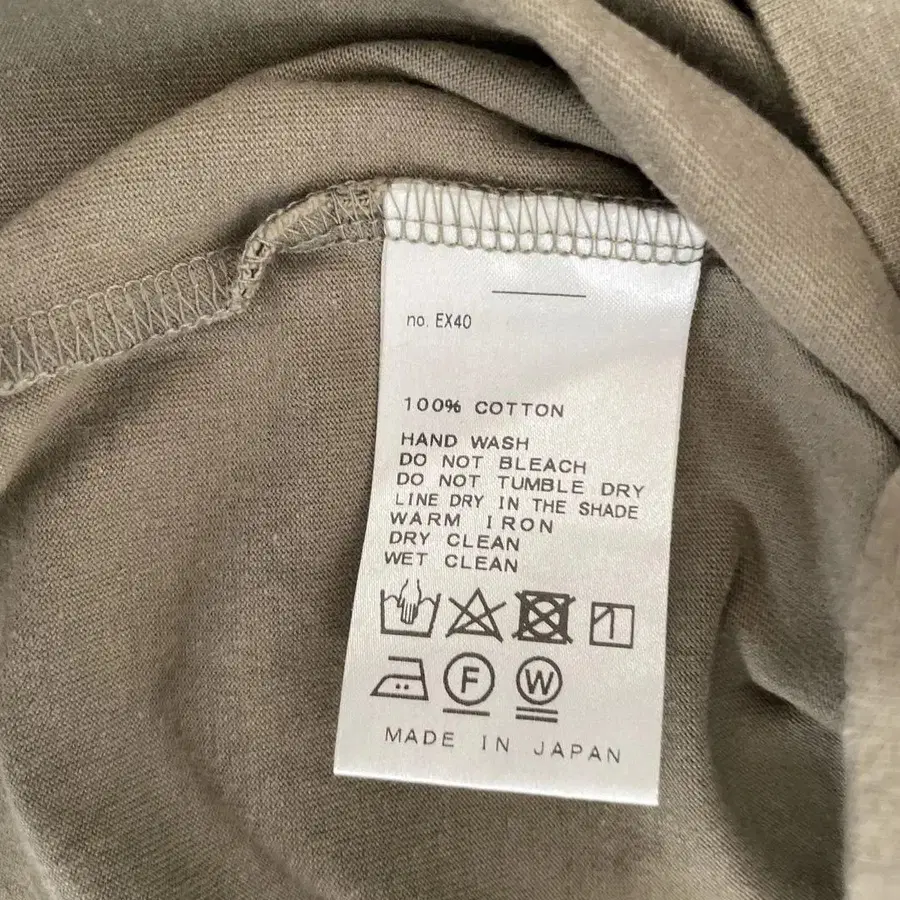 no. EX40
100% COTTON
HAND WASH
DO NOT BLEACH
DO NOT TUMBLE DRY
LINE DRY IN THE SHADE
WARM IRON
DRY CLEAN
WET CLEAN
F W
MADE IN JAPAN